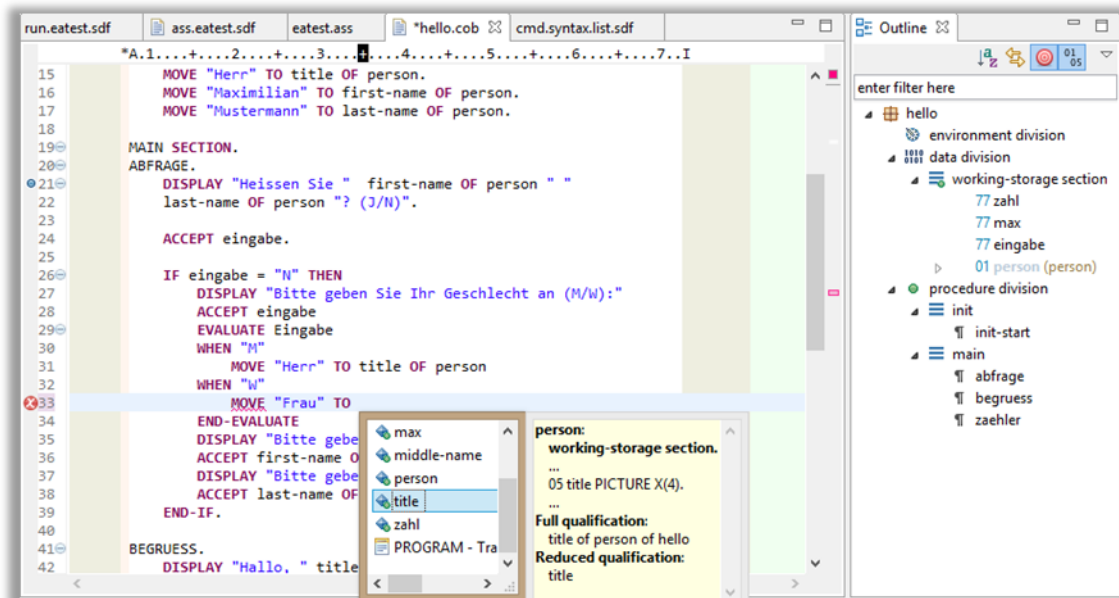 run.eatest.sdf
ass.eatest.sdf
eatest.ass
*hello.cob
cmd.syntax.list.sdf
*A.1....+....2....+....3....+....4....+....5....+....6....+....7..I
15 MOVE "Herr" TO title OF person.
16 MOVE "Maximilian" TO first-name OF person.
17 MOVE "Mustermann" TO last-name OF person.
18
19 MAIN SECTION.
20 ABFRAGE.
21 DISPLAY "Heissen Sie "  first-name OF person " "
22 last-name OF person "? (J/N)".
23
24 ACCEPT eingabe.
25
26 IF eingabe = "N" THEN
27 DISPLAY "Bitte geben Sie Ihr Geschlecht an (M/W):"
28 ACCEPT eingabe
29 EVALUATE Eingabe
30 WHEN "M"
31 MOVE "Herr" TO title OF person
32 WHEN "W"
33 MOVE "Frau" TO
34 END-EVALUATE
35 DISPLAY "Bitte gebe
36 ACCEPT first-name O
37 DISPLAY "Bitte gebe
38 ACCEPT last-name OF
39 END-IF.
40
41 BEGRUESS.
42 DISPLAY "Hallo, " title
max
middle-name
person
title
zahl
PROGRAM - Tra
person:
working-storage section.
...
05 title PICTURE X(4).
...
Full qualification:
title of person of hello
Reduced qualification:
title
Outline
enter filter here
hello
environment division
data division
working-storage section
77 zahl
77 max
77 eingabe
01 person (person)
procedure division
init
init-start
main
abfrage
begruess
zaehler